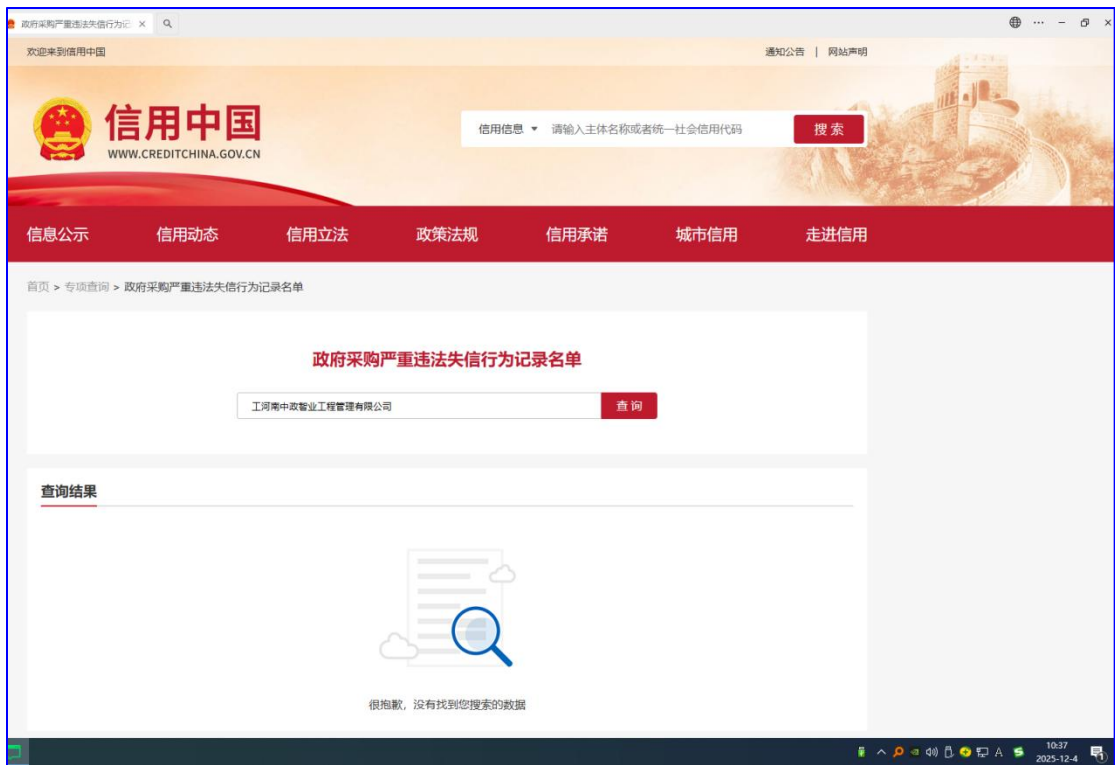 政府采购严重违法失信行为记
欢迎来到信用中国
通知公告 | 网站声明
信用中国
WWW.CREDITCHINA.GOV.CN
信用信息 请输入主体名称或者统一社会信用代码 搜索
信息公示 信用动态 信用立法 政策法规 信用承诺 城市信用 走进信用
首页 > 专项查询 > 政府采购严重违法失信行为记录名单
政府采购严重违法失信行为记录名单
工河南中政智业工程管理有限公司 查询
查询结果
很抱歉，没有找到您搜索的数据
A
10:37
2025-12-4
1